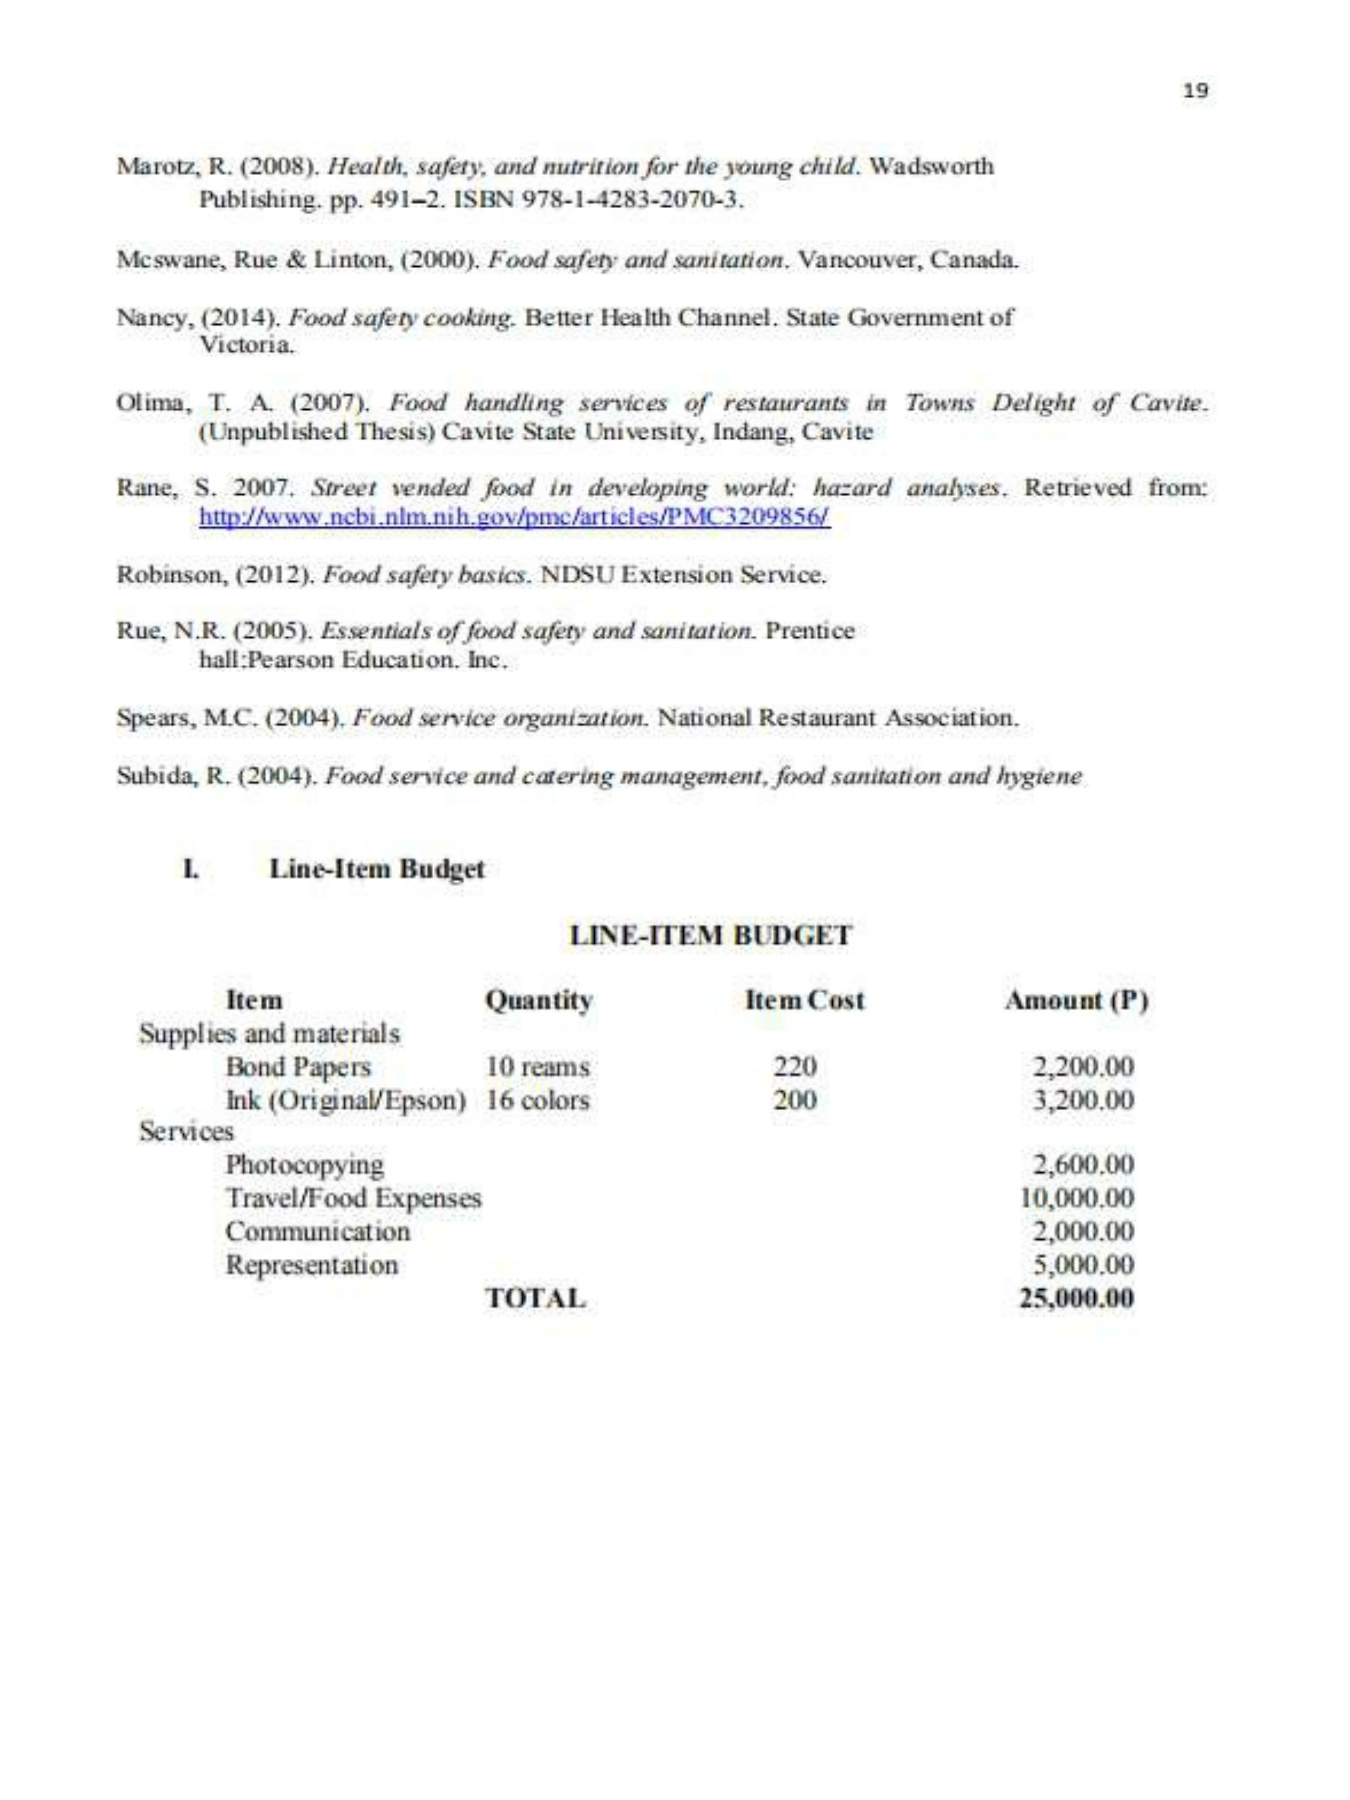 19
Marotz, R. (2008). Health, safety, and nutrition for the young child. Wadsworth
Publishing. pp. 491–2. ISBN 978-1-4283-2070-3.
Mcswane, Rue & Linton, (2000). Food safety and sanitation. Vancouver, Canada.
Nancy, (2014). Food safety cooking. Better Health Channel. State Government of
Victoria.
Olima, T. A. (2007). Food handling services of restaurants in Towns Delight of Cavite.
(Unpublished Thesis) Cavite State University, Indang, Cavite
Rane, S. 2007. Street vended food in developing world: hazard analyses. Retrieved from:
http://www.ncbi.nlm.nih.gov/pmc/articles/PMC3209856/
Robinson, (2012). Food safety basics. NDSU Extension Service.
Rue, N.R. (2005). Essentials of food safety and sanitation. Prentice
hall:Pearson Education. Inc.
Spears, M.C. (2004). Food service organization. National Restaurant Association.
Subida, R. (2004). Food service and catering management, food sanitation and hygiene
I. Line-Item Budget
LINE-ITEM BUDGET
Item Quantity Item Cost Amount (P)
Supplies and materials
Bond Papers 10 reams 220 2,200.00
Ink (Original/Epson) 16 colors 200 3,200.00
Services
Photocopying 2,600.00
Travel/Food Expenses 10,000.00
Communication 2,000.00
Representation 5,000.00
TOTAL 25,000.00